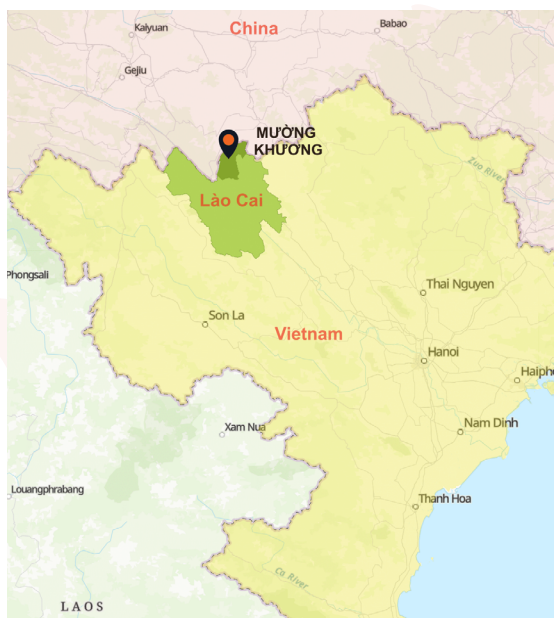 China
Babao
Kaiyuan
Gejiu
MƯỜNG
KHƯƠNG
Zuo River
Lào Cai
Phongsali
Thai Nguyen
Son La
Vietnam
Hanoi
Haipho
Xam Nua
Nam Dinh
Louangphrabang
Thanh Hoa
Ca River
LAOS